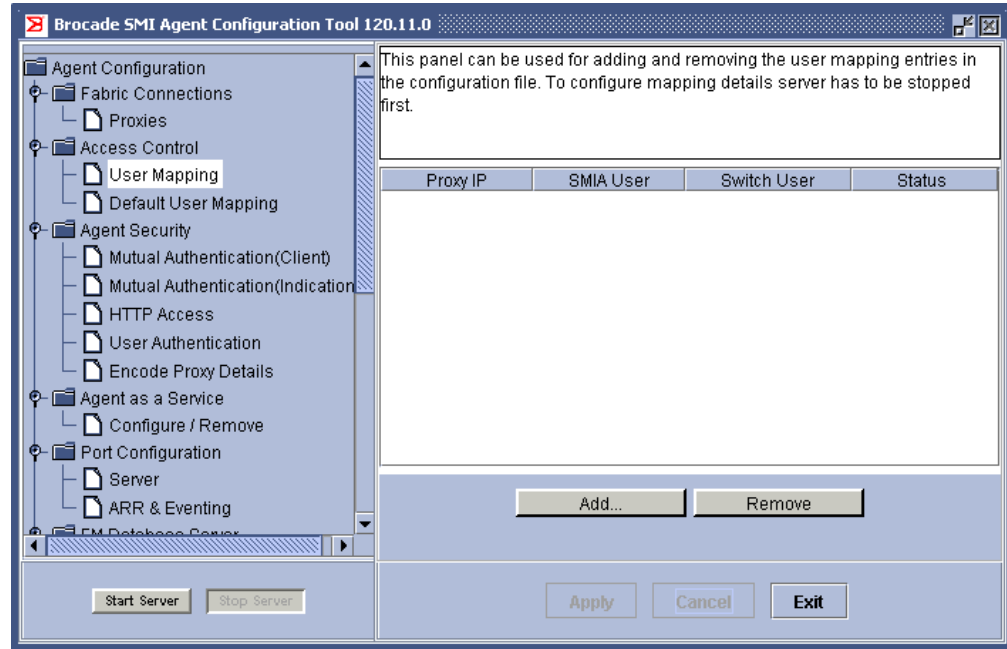 Brocade SMI Agent Configuration Tool 120.11.0
Agent Configuration
Fabric Connections
Proxies
Access Control
User Mapping
Default User Mapping
Agent Security
Mutual Authentication(Client)
Mutual Authentication(Indication
HTTP Access
User Authentication
Encode Proxy Details
Agent as a Service
Configure / Remove
Port Configuration
Server
ARR & Eventing
Start Server Stop Server
This panel can be used for adding and removing the user mapping entries in
the configuration file. To configure mapping details server has to be stopped
first.
Proxy IP SMIA User Switch User Status
Add... Remove
Apply Cancel Exit